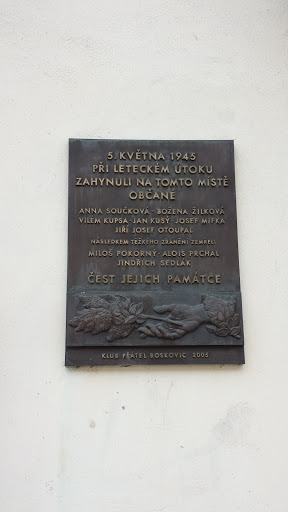 5. KVĚTNA 1945
PŘI LETECKÉM ÚTOKU
ZAHYNULI NA TOMTO MÍSTĚ
OBČANÉ
ANNA SOUČKOVÁ · BOŽENA ŽILKOVÁ
VILÉM KUPSA · JAN KUSÝ · JOSEF MIFKA
JIŘÍ JOSEF OTOUPAL
NÁSLEDKEM TĚŽKÉHO ZRANĚNÍ ZEMŘELI
MILOŠ POKORNÝ · ALOIS PRCHAL
JINDŘICH SEDLÁK
ČEST JEJICH PAMÁTCE
KLUB PŘÁTEL BOSKOVIC 2005